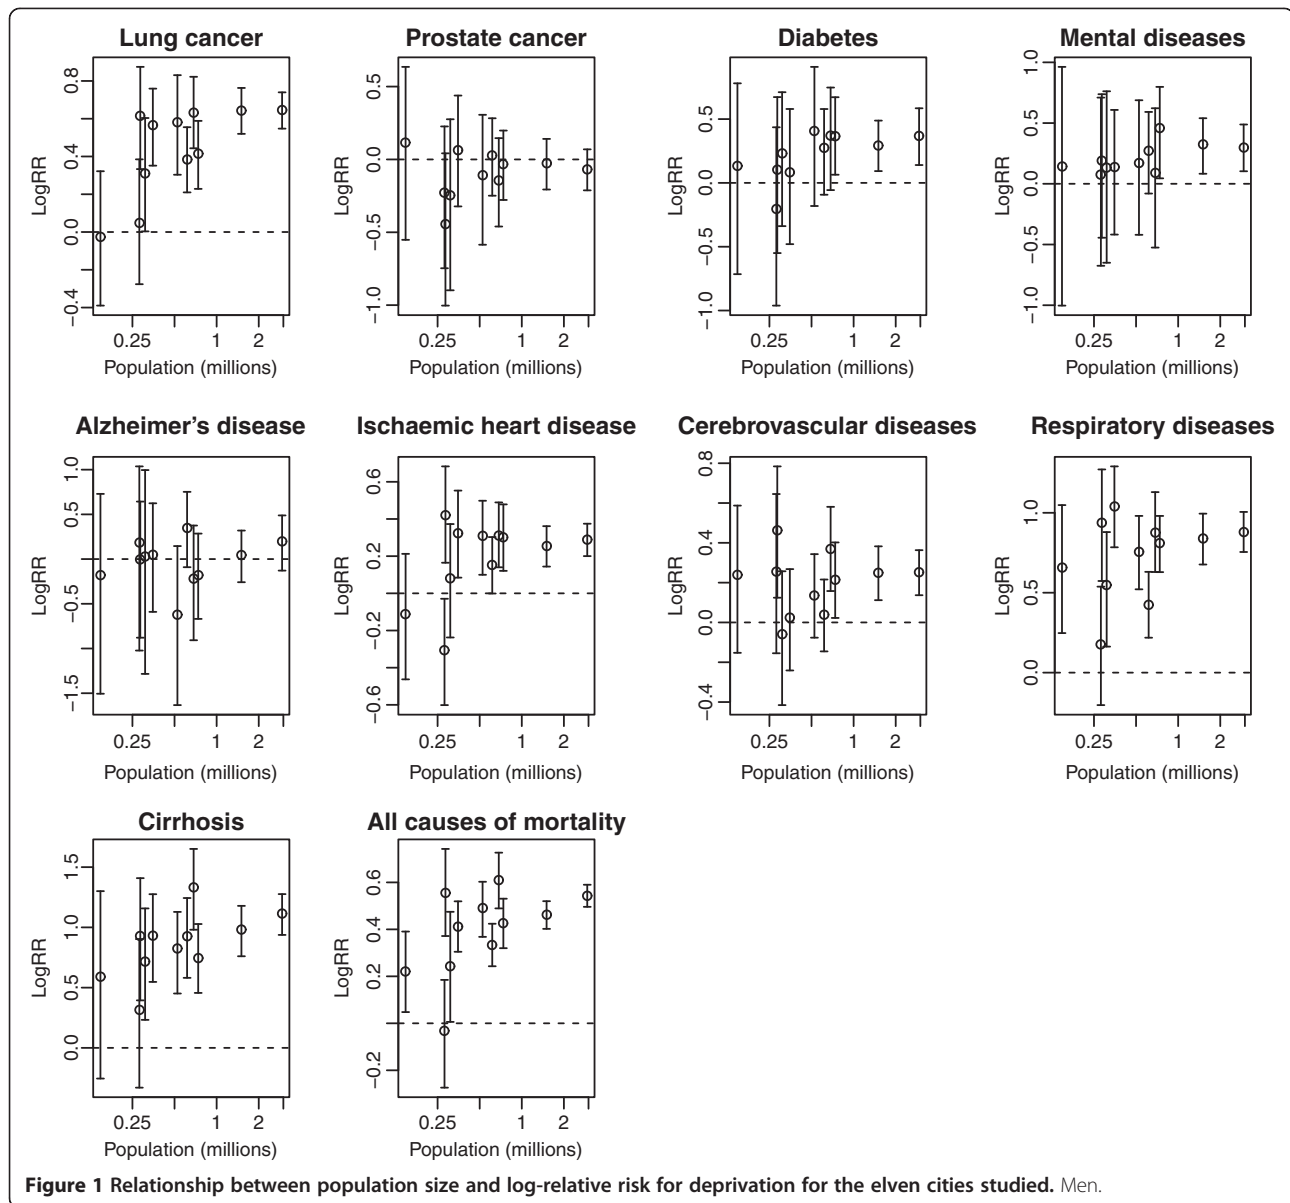 Lung cancer
LogRR
−0.4 0.0 0.4 0.8
0.25 1 2
Population (millions)
Prostate cancer
LogRR
−1.0 −0.5 0.0 0.5
0.25 1 2
Population (millions)
Diabetes
LogRR
−1.0 −0.5 0.0 0.5
0.25 1 2
Population (millions)
Mental diseases
LogRR
−1.0 −0.5 0.0 0.5 1.0
0.25 1 2
Population (millions)
Alzheimer's disease
LogRR
−1.5 −0.5 0.5 1.0
0.25 1 2
Population (millions)
Ischaemic heart disease
LogRR
−0.6 −0.2 0.2 0.6
0.25 1 2
Population (millions)
Cerebrovascular diseases
LogRR
−0.4 0.0 0.4 0.8
0.25 1 2
Population (millions)
Respiratory diseases
LogRR
0.0 0.5 1.0
0.25 1 2
Population (millions)
Cirrhosis
LogRR
0.0 0.5 1.0 1.5
0.25 1 2
Population (millions)
All causes of mortality
LogRR
−0.2 0.2 0.4 0.6
0.25 1 2
Population (millions)
Figure 1 Relationship between population size and log-relative risk for deprivation for the elven cities studied. Men.